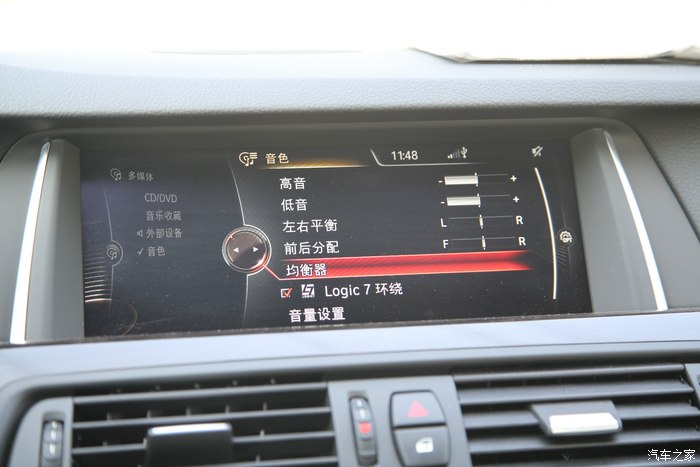 多媒体
CD/DVD
音乐收藏
外部设备
✓音色
音色
11:48
高音 - +
低音 - +
左右平衡 L R
前后分配 F R
均衡器
Logic 7 环绕
音量设置
汽车之家